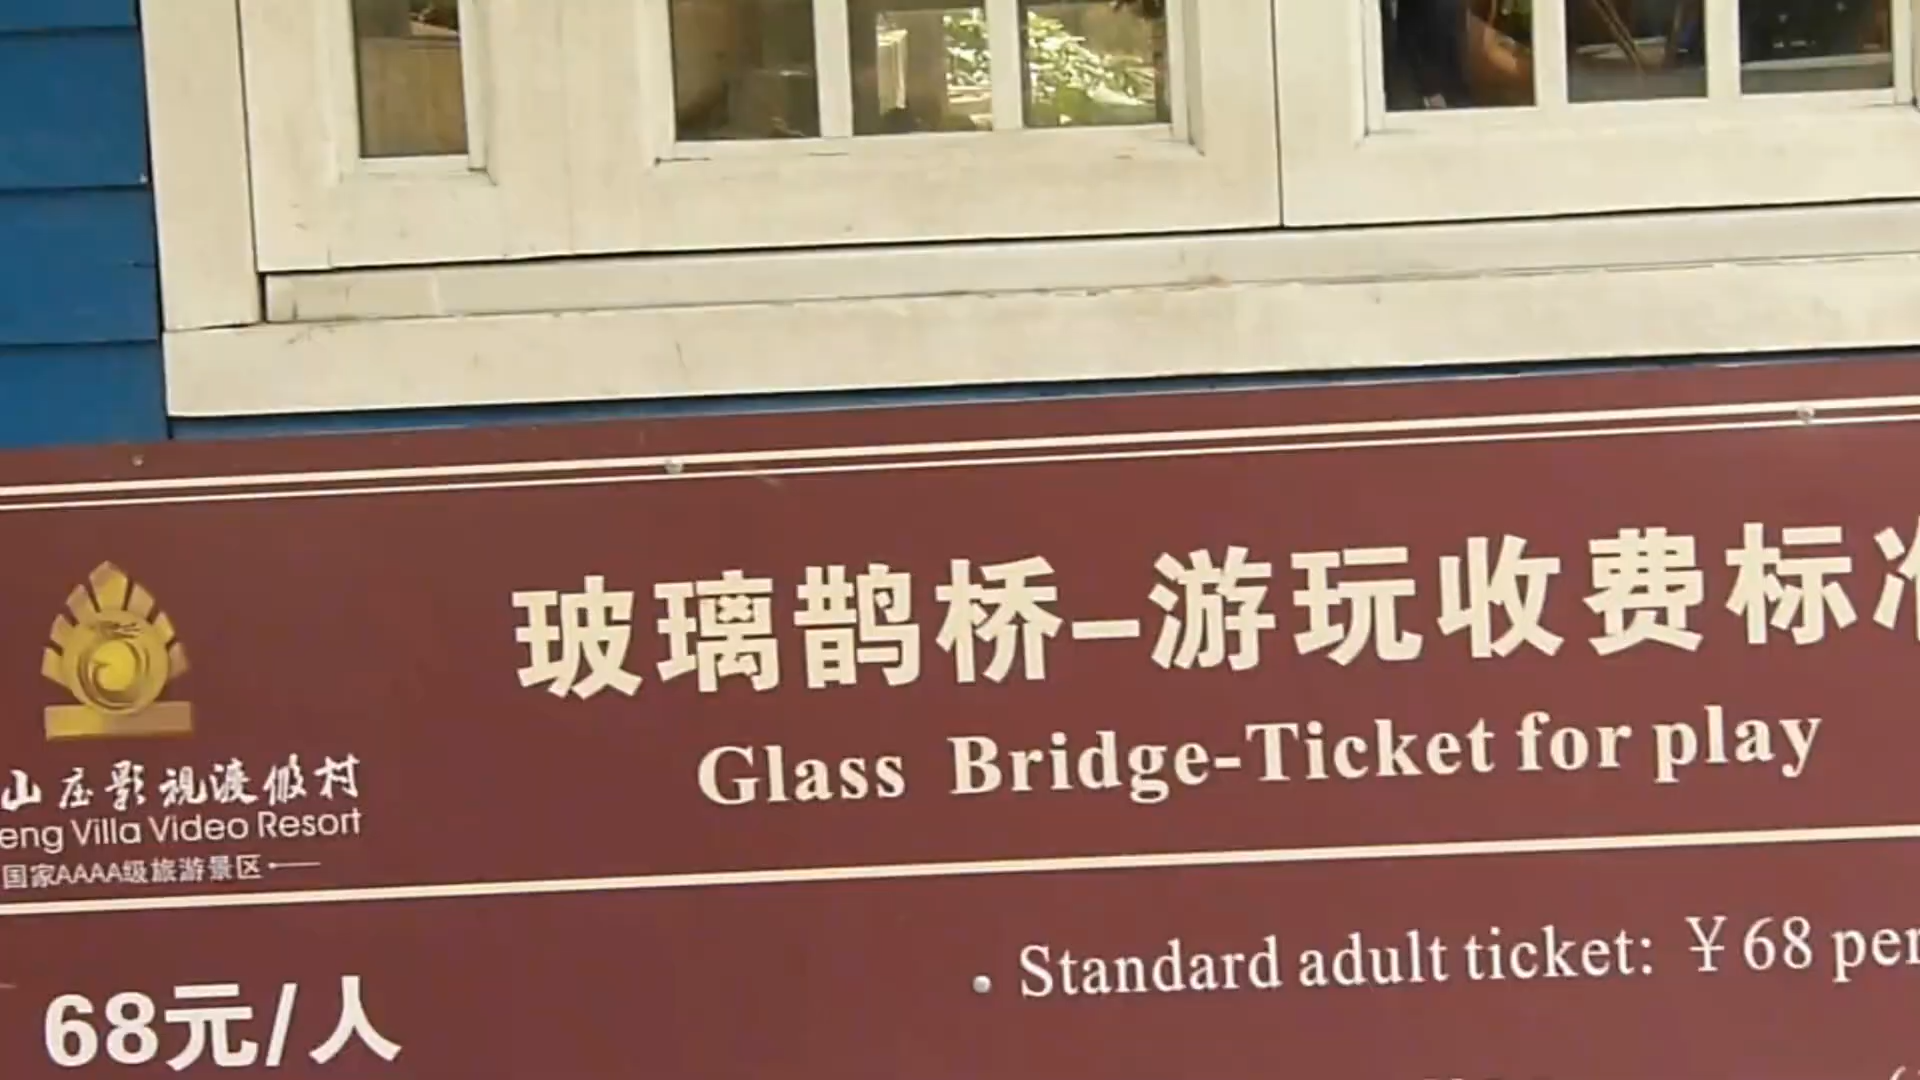 玻璃鹊桥-游玩收费标准
Glass Bridge-Ticket for play
山庄影视渡假村
eng Villa Video Resort
国家AAAA级旅游景区
• Standard adult ticket: ￥68 per
68元/人